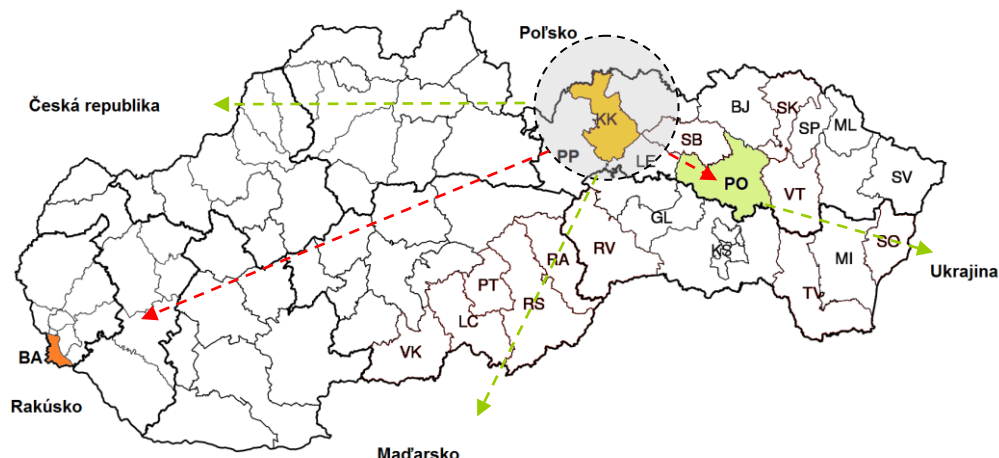 Poľsko
Česká republika
KK
PP
LE
SB
BJ
SK
SP
ML
SV
PO
VT
GL
KS
RV
RA
PT
RS
LC
VK
MI
SO
TV
Ukrajina
BA
Rakúsko
Maďarsko